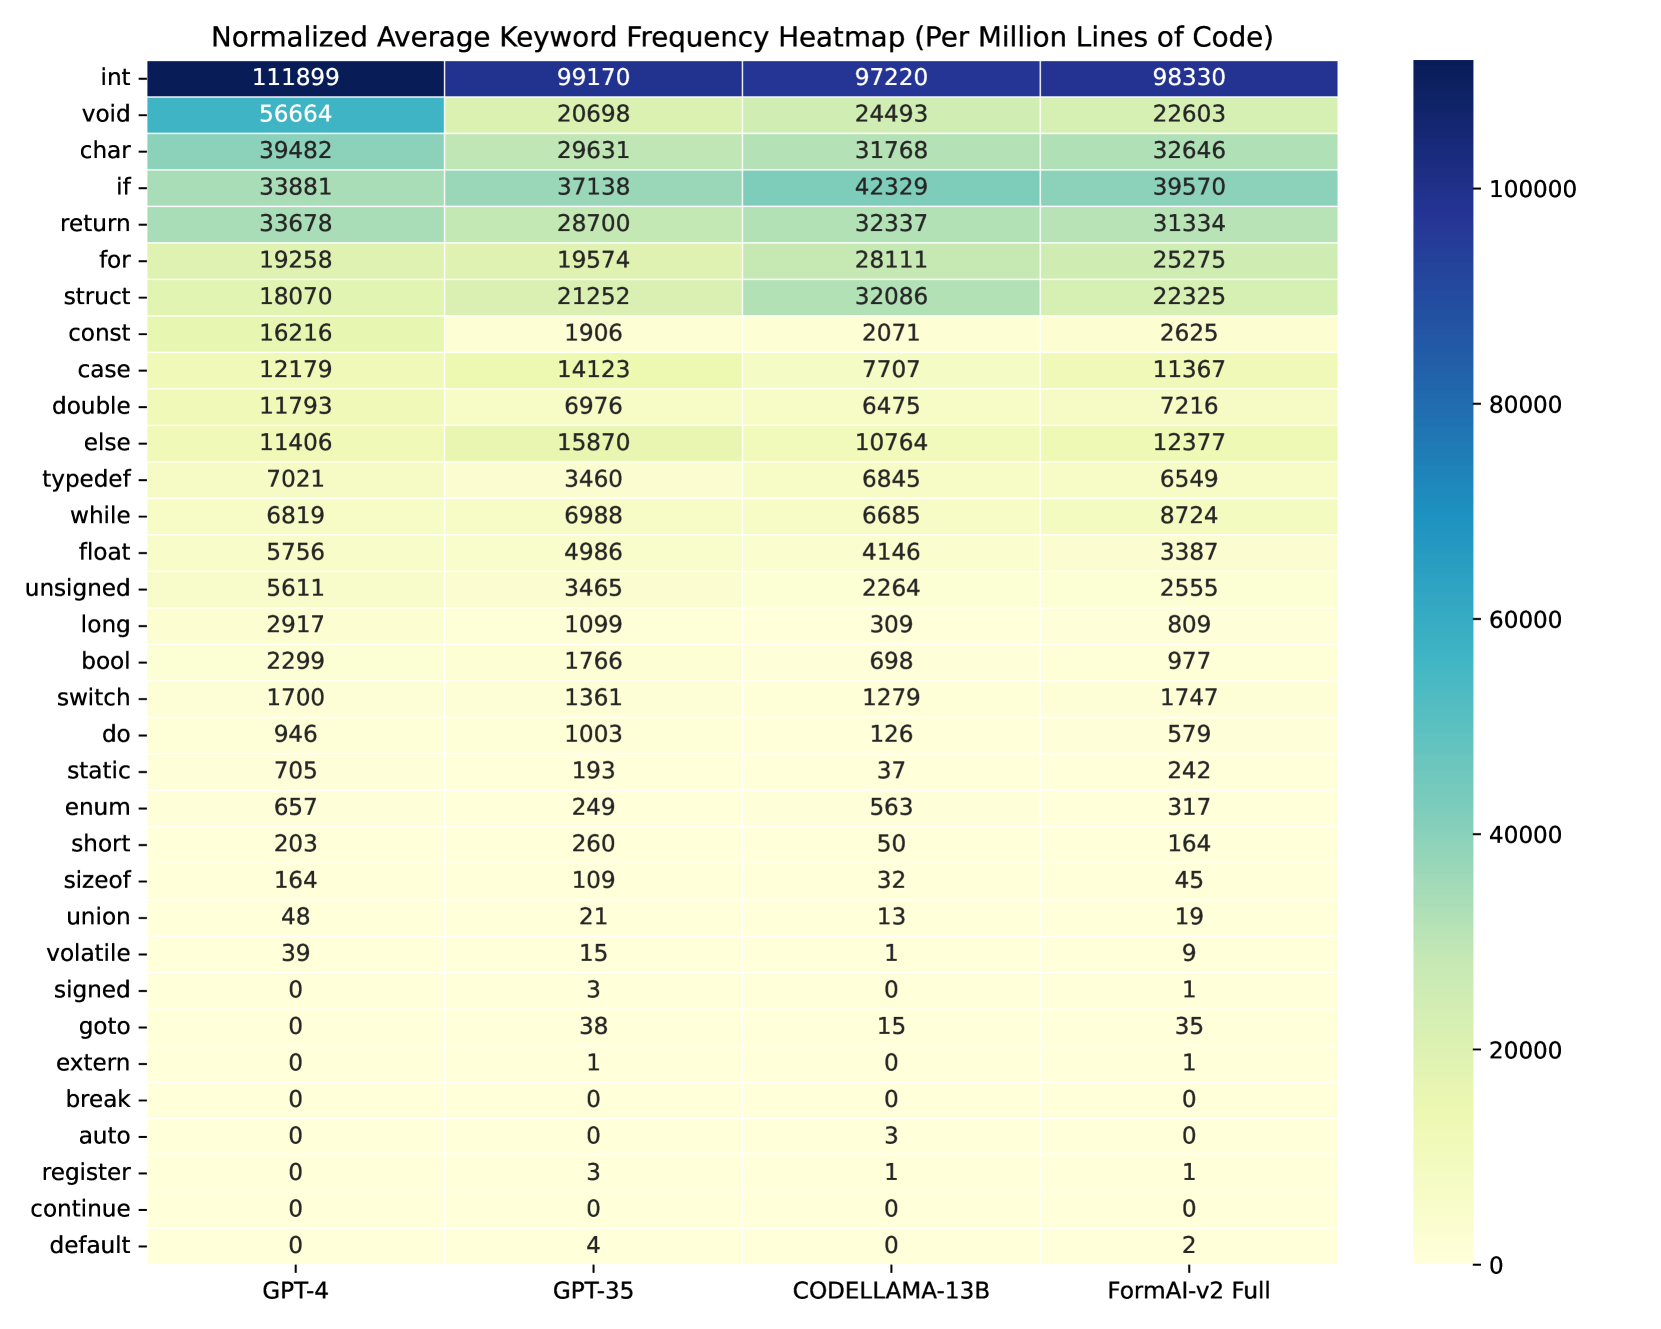 Normalized Average Keyword Frequency Heatmap (Per Million Lines of Code)
int 111899 99170 97220 98330
void 56664 20698 24493 22603
char 39482 29631 31768 32646
if 33881 37138 42329 39570
return 33678 28700 32337 31334
for 19258 19574 28111 25275
struct 18070 21252 32086 22325
const 16216 1906 2071 2625
case 12179 14123 7707 11367
double 11793 6976 6475 7216
else 11406 15870 10764 12377
typedef 7021 3460 6845 6549
while 6819 6988 6685 8724
float 5756 4986 4146 3387
unsigned 5611 3465 2264 2555
long 2917 1099 309 809
bool 2299 1766 698 977
switch 1700 1361 1279 1747
do 946 1003 126 579
static 705 193 37 242
enum 657 249 563 317
short 203 260 50 164
sizeof 164 109 32 45
union 48 21 13 19
volatile 39 15 1 9
signed 0 3 0 1
goto 0 38 15 35
extern 0 1 0 1
break 0 0 0 0
auto 0 0 3 0
register 0 3 1 1
continue 0 0 0 0
default 0 4 0 2
GPT-4 GPT-35 CODELLAMA-13B FormAI-v2 Full
100000
80000
60000
40000
20000
0